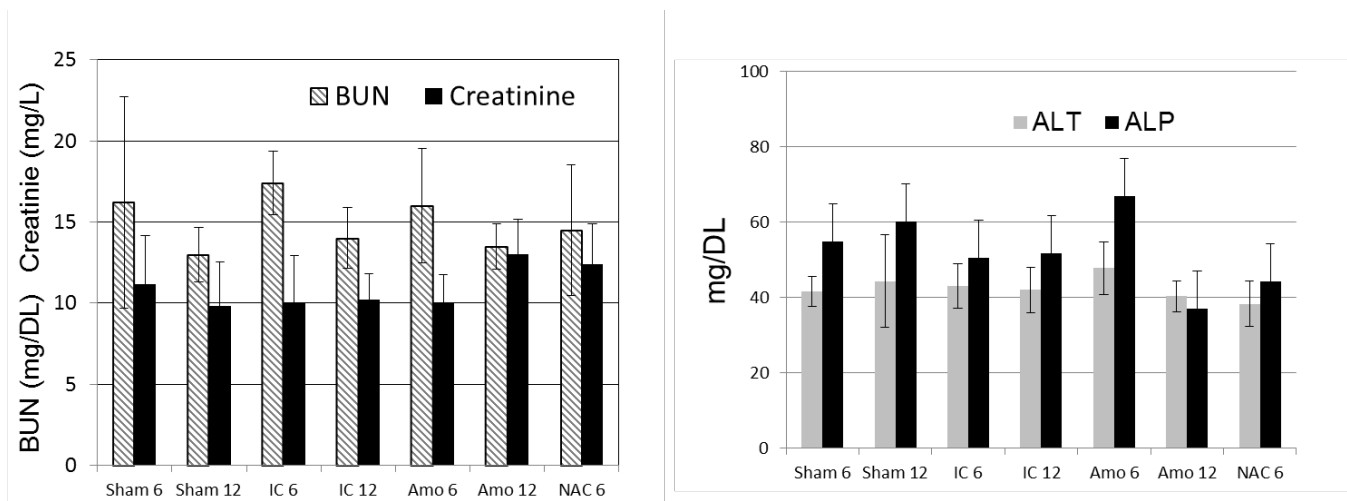 BUN (mg/DL) Creatinie (mg/L)
25
20
15
10
5
0
BUN Creatinine
Sham 6 Sham 12 IC 6 IC 12 Amo 6 Amo 12 NAC 6
mg/DL
100
80
60
40
20
0
ALT ALP
Sham 6 Sham 12 IC 6 IC 12 Amo 6 Amo 12 NAC 6